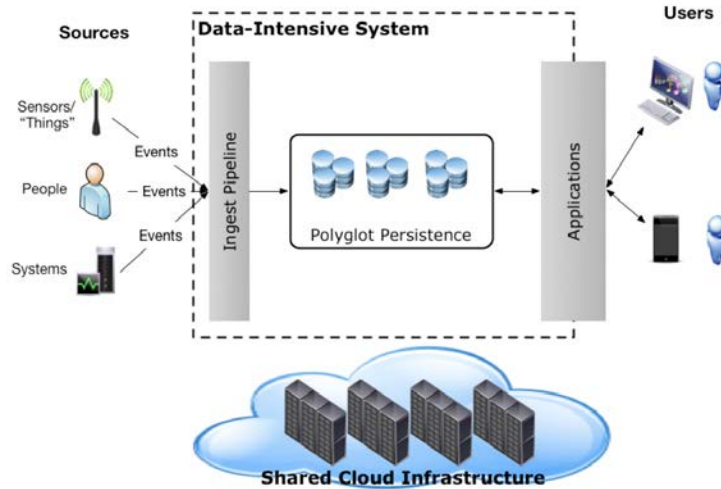 Sources
Data-Intensive System
Users
Sensors/
"Things"
Events
People
Events
Events
Systems
Ingest Pipeline
Polyglot Persistence
Applications
Shared Cloud Infrastructure